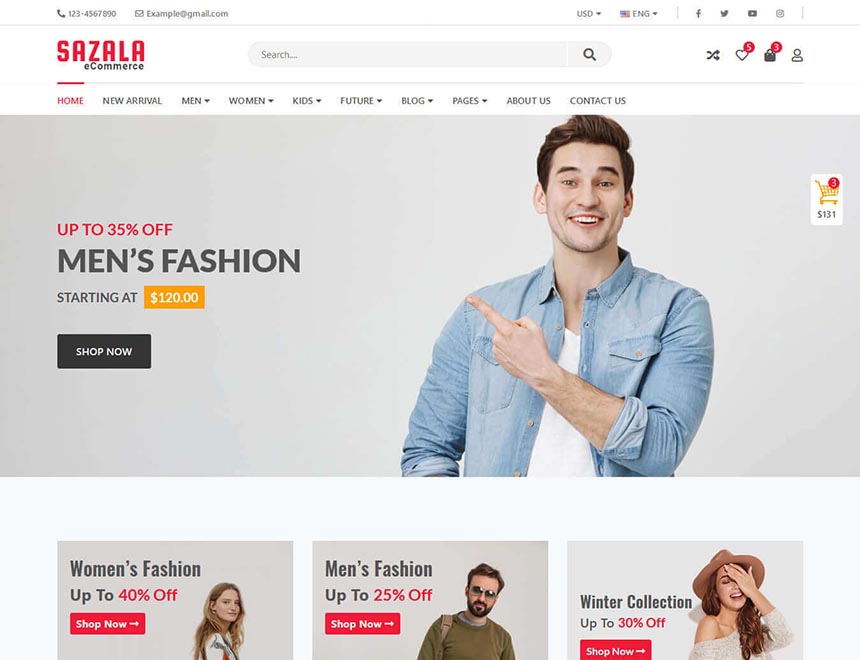 123-4567890
Example@gmail.com
USD
ENG
SAZALA
eCommerce
Search....
5
3
HOME
NEW ARRIVAL
MEN
WOMEN
KIDS
FUTURE
BLOG
PAGES
ABOUT US
CONTACT US
UP TO 35% OFF
MEN'S FASHION
STARTING AT $120.00
SHOP NOW
3
$131
Women's Fashion
Up To 40% Off
Shop Now
Men's Fashion
Up To 25% Off
Shop Now
Winter Collection
Up To 30% Off
Shop Now